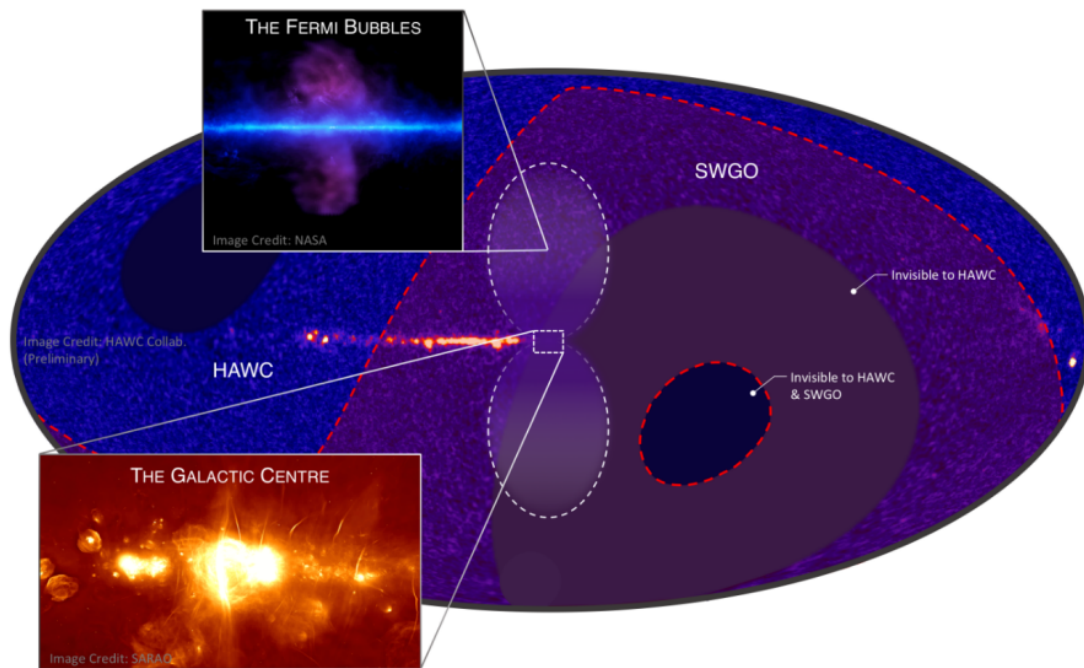 THE FERMI BUBBLES
Image Credit: NASA
SWGO
Invisible to HAWC
Image Credit: HAWC Collab.
(Preliminary)
HAWC
Invisible to HAWC
& SWGO
THE GALACTIC CENTRE
Image Credit: SARAO